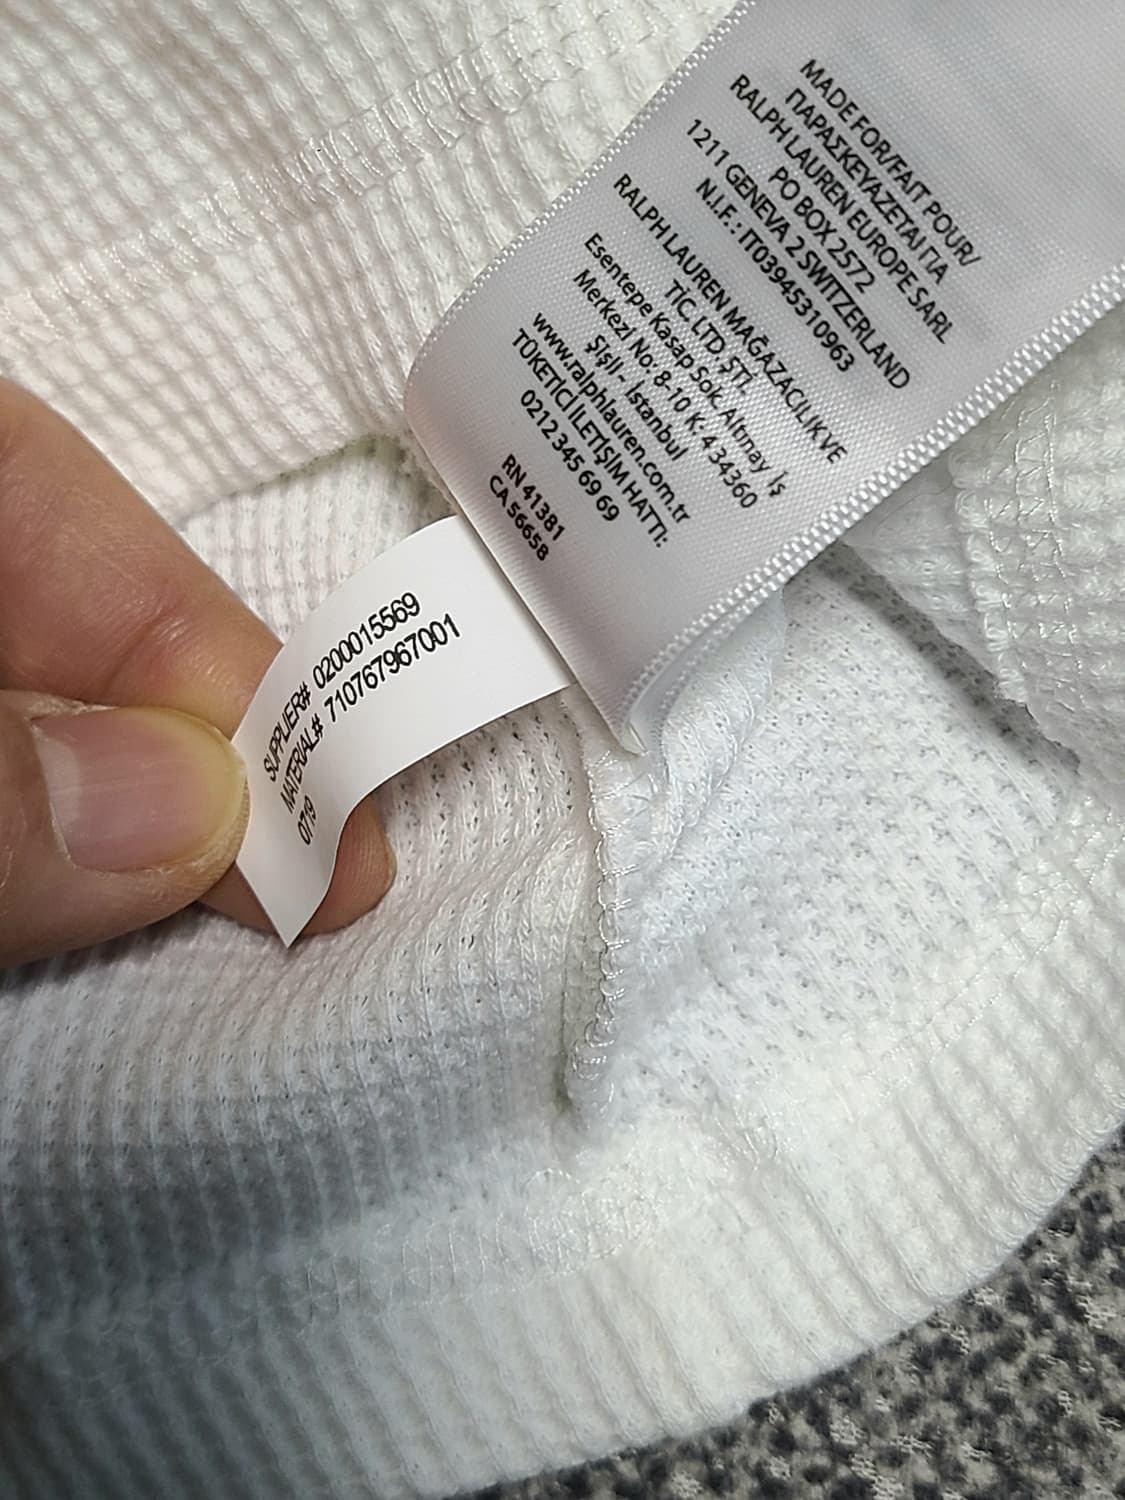 MADE FOR/FAIT POUR/
ΠΑΡΑΣΚΕΥΑΖΕΤΑΙ ΓΙΑ
RALPH LAUREN EUROPE SARL
PO BOX 2572
1211 GENEVA 2 SWITZERLAND
N.I.F. : IT03945310963
RALPH LAUREN MAĞAZACILIK VE
TİC. LTD. ŞTİ.
Esentepe Kasap Sok. Altınay İş
Merkezi No: 8-10 K: 4 34360
Şişli - İstanbul
www.ralphlauren.com.tr
TÜKETİCİ İLETİŞİM HATTI:
0212 345 69 69
RN 41381
CA 56658
SUPPLIER# 0200015569
MATERIAL# 710767967001
0719